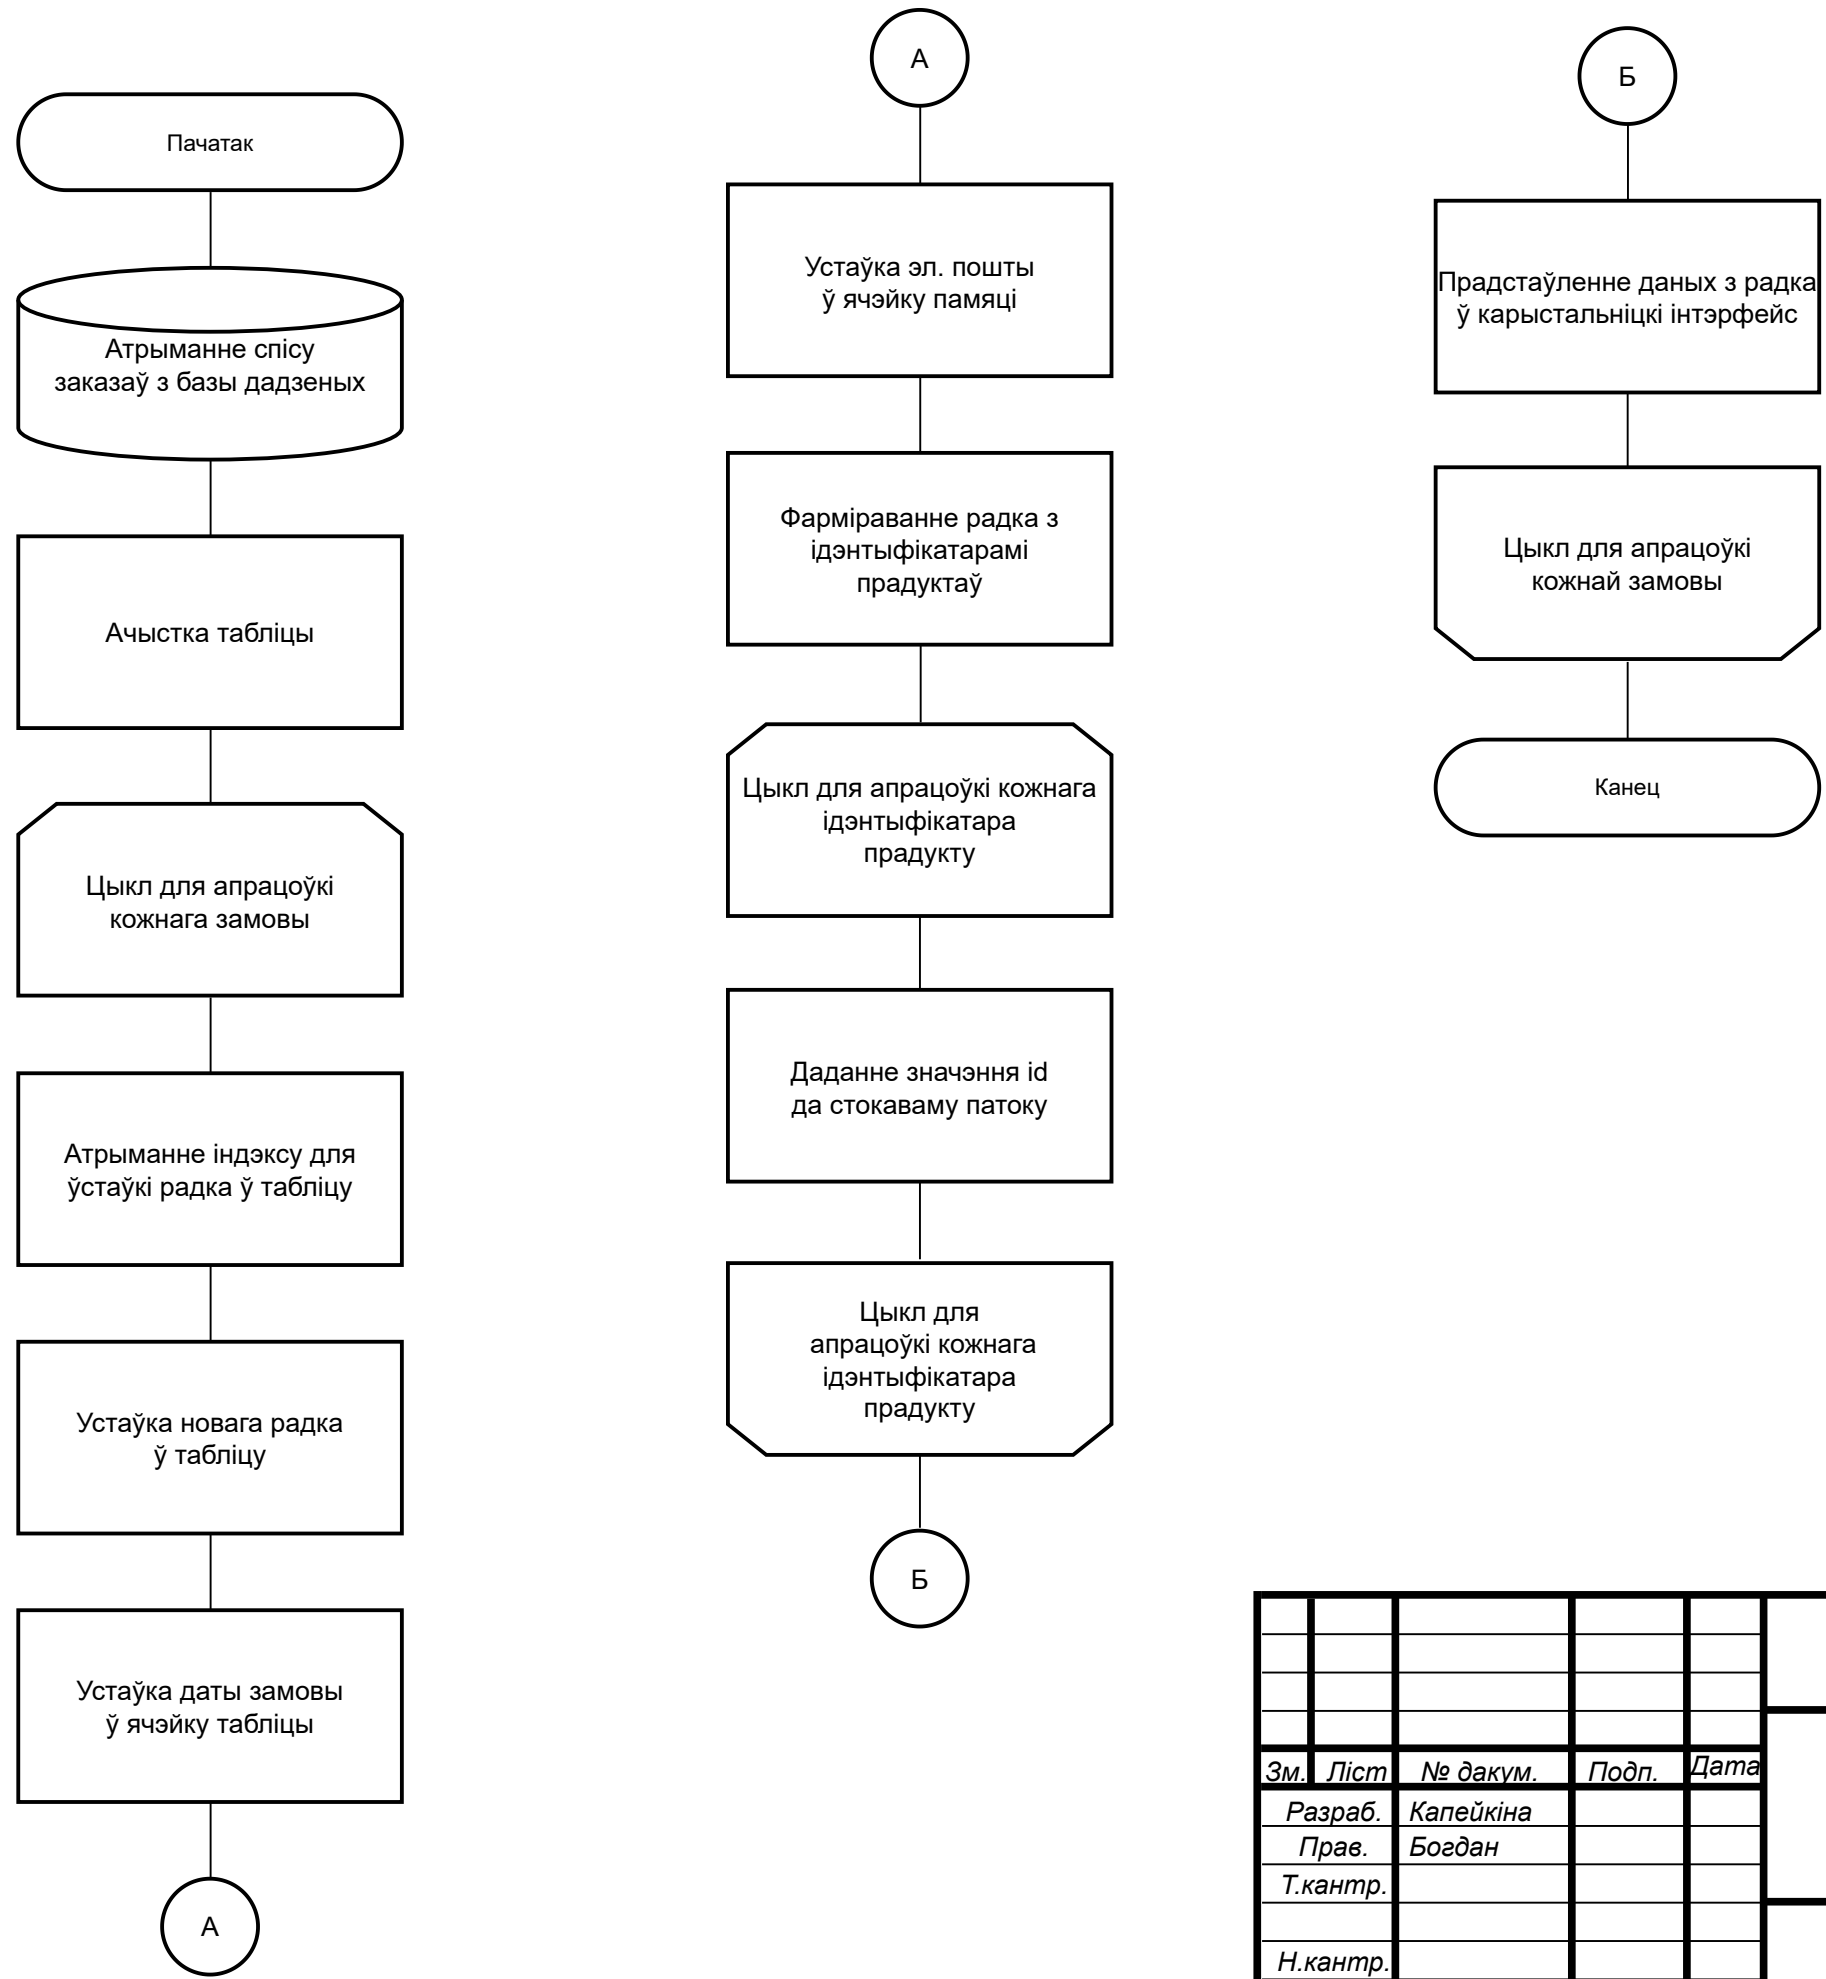 Пачатак
Атрыманне спісу
заказаў з базы дадзеных
Ачыстка табліцы
Цыкл для апрацоўкі
кожнага замовы
Атрыманне індэксу для
ўстаўкі радка ў табліцу
Устаўка новага радка
ў табліцу
Устаўка даты замовы
ў ячэйку табліцы
А
А
Устаўка эл. пошты
ў ячэйку памяці
Фарміраванне радка з
ідэнтыфікатарамі
прадуктаў
Цыкл для апрацоўкі кожнага
ідэнтыфікатара
прадукту
Даданне значэння id
да стокаваму патоку
Цыкл для
апрацоўкі кожнага
ідэнтыфікатара
прадукту
Б
Б
Прадстаўленне даных з радка
ў карыстальніцкі інтэрфейс
Цыкл для апрацоўкі
кожнай замовы
Канец
Зм. Ліст № дакум. Подп. Дата
Разраб. Капейкіна
Прав. Богдан
Т.кантр.
Н.кантр.